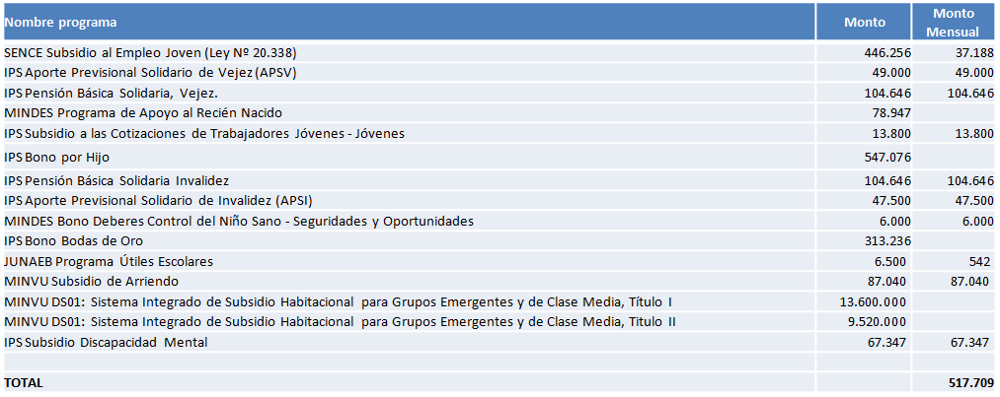 Nombre programa Monto Monto Mensual
SENCE Subsidio al Empleo Joven (Ley Nº 20.338) 446.256 37.188
IPS Aporte Previsional Solidario de Vejez (APSV) 49.000 49.000
IPS Pensión Básica Solidaria, Vejez. 104.646 104.646
MINDES Programa de Apoyo al Recién Nacido 78.947
IPS Subsidio a las Cotizaciones de Trabajadores Jóvenes - Jóvenes 13.800 13.800
IPS Bono por Hijo 547.076
IPS Pensión Básica Solidaria Invalidez 104.646 104.646
IPS Aporte Previsional Solidario de Invalidez (APSI) 47.500 47.500
MINDES Bono Deberes Control del Niño Sano - Seguridades y Oportunidades 6.000 6.000
IPS Bono Bodas de Oro 313.236
JUNAEB Programa Útiles Escolares 6.500 542
MINVU Subsidio de Arriendo 87.040 87.040
MINVU DS01: Sistema Integrado de Subsidio Habitacional para Grupos Emergentes y de Clase Media, Título I 13.600.000
MINVU DS01: Sistema Integrado de Subsidio Habitacional para Grupos Emergentes y de Clase Media, Titulo II 9.520.000
IPS Subsidio Discapacidad Mental 67.347 67.347
TOTAL 517.709